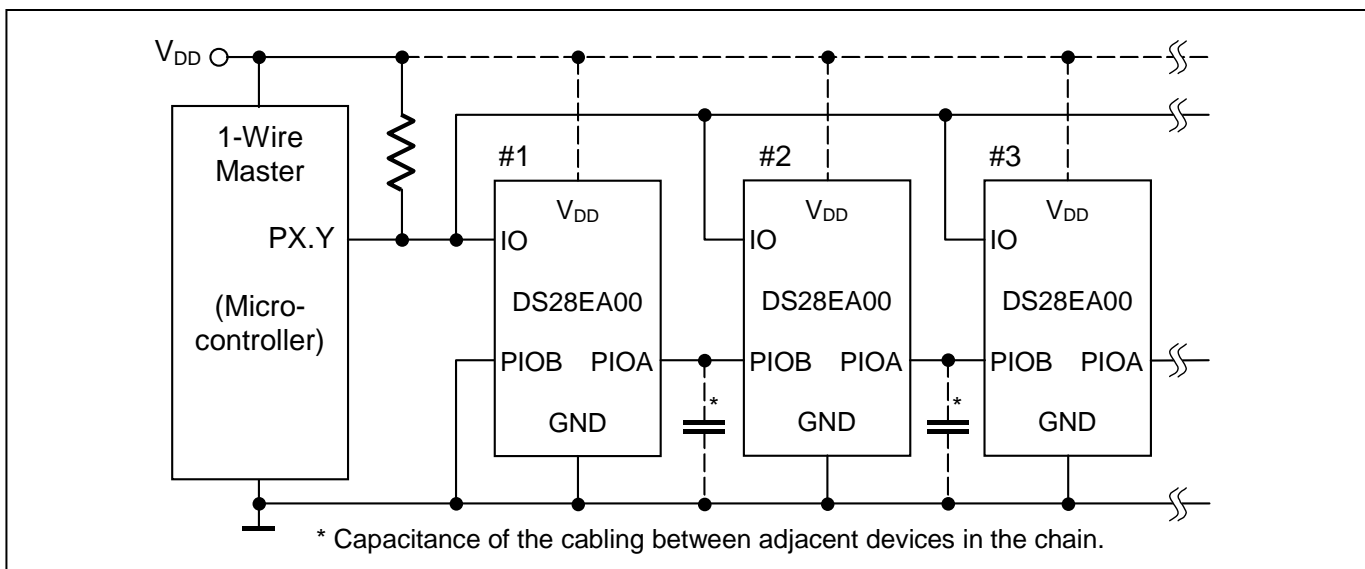 VDD
1-Wire
Master
PX.Y
(Micro-
controller)
#1
VDD
IO
DS28EA00
PIOB PIOA
GND
*
#2
VDD
IO
DS28EA00
PIOB PIOA
GND
*
#3
VDD
IO
DS28EA00
PIOB PIOA
GND
* Capacitance of the cabling between adjacent devices in the chain.